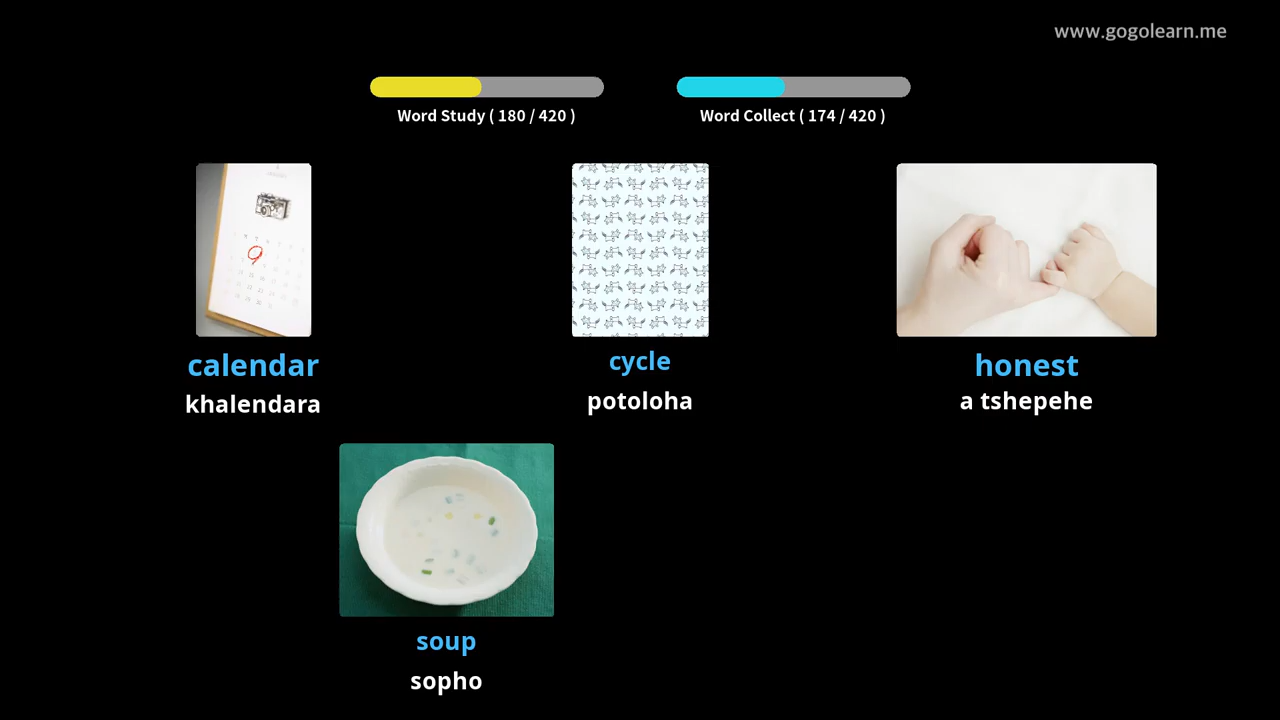 www.gogolearn.me
Word Study ( 180 / 420 )
Word Collect ( 174 / 420 )
calendar
khalendara
cycle
potoloha
honest
a tshepehe
soup
sopho